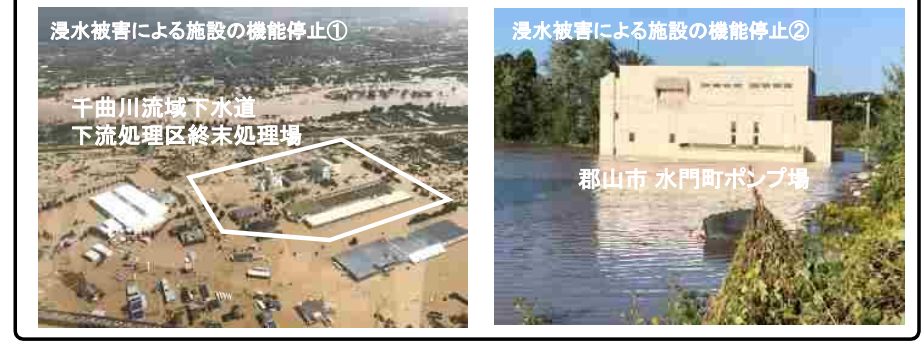 浸水被害による施設の機能停止①
千曲川流域下水道
下流処理区終末処理場
浸水被害による施設の機能停止②
郡山市 水門町ポンプ場